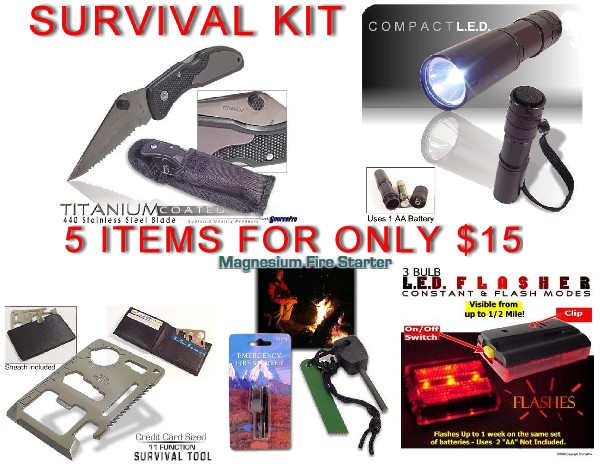 SURVIVAL KIT
COMPACT L.E.D.
TITANIUM
TITANIUM
COATED
440 Stainless Steel Blade
Uses 1 AA Battery
5 ITEMS FOR ONLY $15
Magnesium Fire Starter
3 BULB
L.E.D. FLASHER
CONSTANT & FLASH MODES
Visible from
up to 1/2 Mile!
Clip
On/Off
Switch
Sheath Included
EMERGENCY
FIRE STARTER
FLASHES
Credit Card Sized
11 FUNCTION
SURVIVAL TOOL
Flashes Up to 1 week on the same set
of batteries - Uses 2 "AA" Not Included.